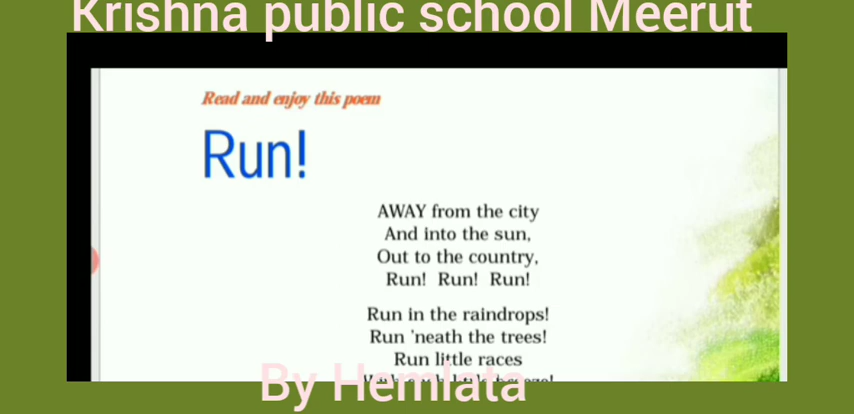 Krishna public school Meerut
Read and enjoy this poem
Run!
AWAY from the city
And into the sun,
Out to the country,
Run! Run! Run!
Run in the raindrops!
Run 'neath the trees!
Run little races
By Hemlata